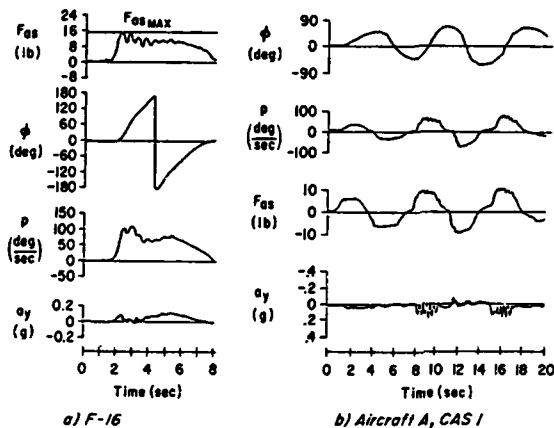 Fas
(lb)
24
16
8
0
-8
FasMAX
ϕ
(deg)
180
120
60
0
-60
-120
-180
p
(deg/sec)
150
100
50
0
-50
ay
(g)
0.2
0
-0.2
0 2 4 6 8
Time (sec)
a) F-16
ϕ
(deg)
90
0
-90
p
(deg/sec)
100
0
-100
Fas
(lb)
10
0
-10
ay
(g)
-.4
-.2
0
.2
.4
0 2 4 6 8 10 12 14 16 18 20
Time (sec)
b) Aircraft A, CAS I